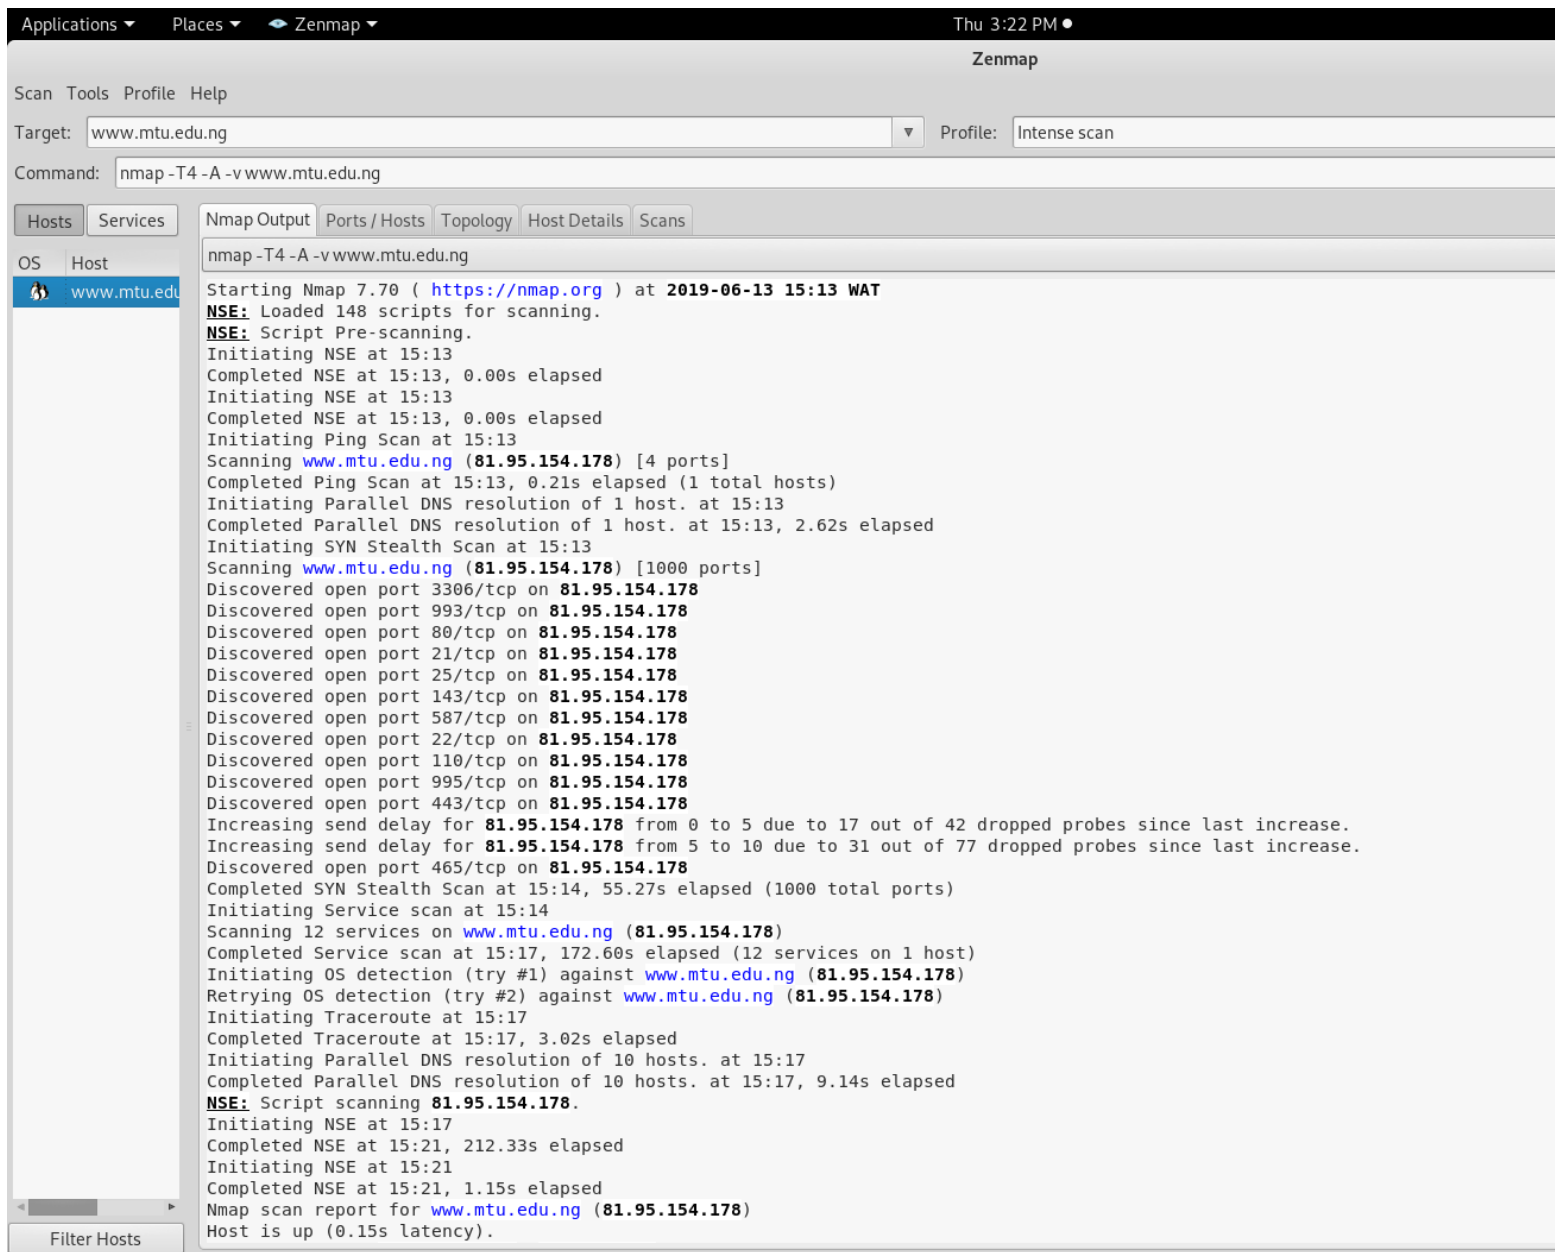 Applications Places Zenmap Thu 3:22 PM
Zenmap
Scan Tools Profile Help
Target: www.mtu.edu.ng Profile: Intense scan
Command: nmap -T4 -A -v www.mtu.edu.ng
Hosts Services Nmap Output Ports / Hosts Topology Host Details Scans
nmap -T4 -A -v www.mtu.edu.ng
OS Host
www.mtu.edu
Starting Nmap 7.70 ( https://nmap.org ) at 2019-06-13 15:13 WAT
NSE: Loaded 148 scripts for scanning.
NSE: Script Pre-scanning.
Initiating NSE at 15:13
Completed NSE at 15:13, 0.00s elapsed
Initiating NSE at 15:13
Completed NSE at 15:13, 0.00s elapsed
Initiating Ping Scan at 15:13
Scanning www.mtu.edu.ng (81.95.154.178) [4 ports]
Completed Ping Scan at 15:13, 0.21s elapsed (1 total hosts)
Initiating Parallel DNS resolution of 1 host. at 15:13
Completed Parallel DNS resolution of 1 host. at 15:13, 2.62s elapsed
Initiating SYN Stealth Scan at 15:13
Scanning www.mtu.edu.ng (81.95.154.178) [1000 ports]
Discovered open port 3306/tcp on 81.95.154.178
Discovered open port 993/tcp on 81.95.154.178
Discovered open port 80/tcp on 81.95.154.178
Discovered open port 21/tcp on 81.95.154.178
Discovered open port 25/tcp on 81.95.154.178
Discovered open port 143/tcp on 81.95.154.178
Discovered open port 587/tcp on 81.95.154.178
Discovered open port 22/tcp on 81.95.154.178
Discovered open port 110/tcp on 81.95.154.178
Discovered open port 995/tcp on 81.95.154.178
Discovered open port 443/tcp on 81.95.154.178
Increasing send delay for 81.95.154.178 from 0 to 5 due to 17 out of 42 dropped probes since last increase.
Increasing send delay for 81.95.154.178 from 5 to 10 due to 31 out of 77 dropped probes since last increase.
Discovered open port 465/tcp on 81.95.154.178
Completed SYN Stealth Scan at 15:14, 55.27s elapsed (1000 total ports)
Initiating Service scan at 15:14
Scanning 12 services on www.mtu.edu.ng (81.95.154.178)
Completed Service scan at 15:17, 172.60s elapsed (12 services on 1 host)
Initiating OS detection (try #1) against www.mtu.edu.ng (81.95.154.178)
Retrying OS detection (try #2) against www.mtu.edu.ng (81.95.154.178)
Initiating Traceroute at 15:17
Completed Traceroute at 15:17, 3.02s elapsed
Initiating Parallel DNS resolution of 10 hosts. at 15:17
Completed Parallel DNS resolution of 10 hosts. at 15:17, 9.14s elapsed
NSE: Script scanning 81.95.154.178.
Initiating NSE at 15:17
Completed NSE at 15:21, 212.33s elapsed
Initiating NSE at 15:21
Completed NSE at 15:21, 1.15s elapsed
Nmap scan report for www.mtu.edu.ng (81.95.154.178)
Host is up (0.15s latency).
Filter Hosts